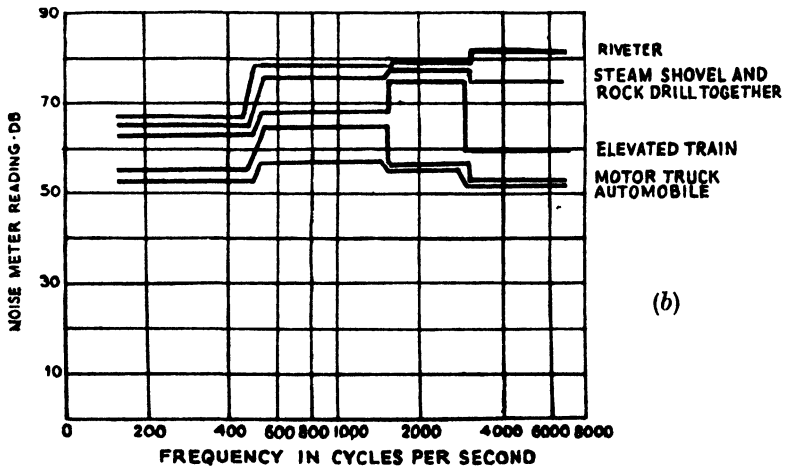 90
70
50
30
10
NOISE METER READING-DB
RIVETER
STEAM SHOVEL AND
ROCK DRILL TOGETHER
ELEVATED TRAIN
MOTOR TRUCK
AUTOMOBILE
(b)
0 200 400 600 800 1000 2000 4000 6000 8000
FREQUENCY IN CYCLES PER SECOND